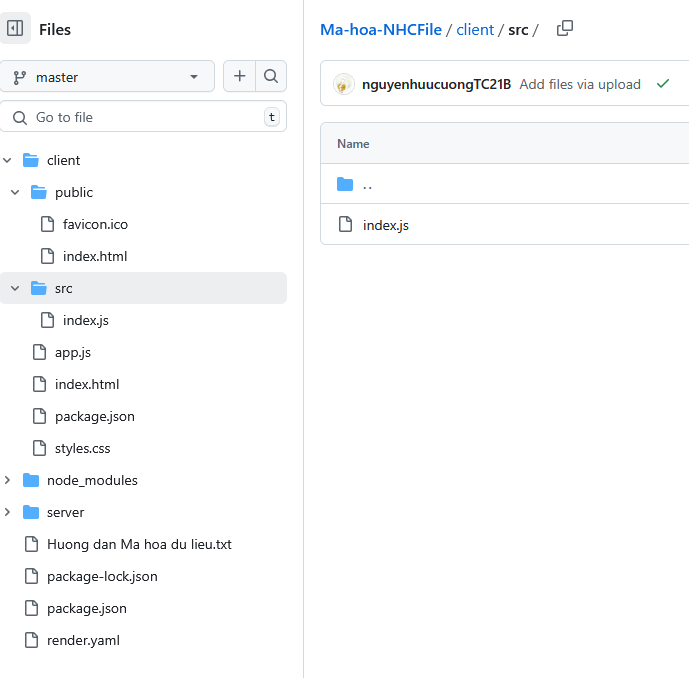 Files
master
Go to file
t
client
public
favicon.ico
index.html
src
index.js
app.js
index.html
package.json
styles.css
node_modules
server
Huong dan Ma hoa du lieu.txt
package-lock.json
package.json
render.yaml
Ma-hoa-NHCFile / client / src /
nguyenhuucuongTC21B Add files via upload
Name
..
index.js